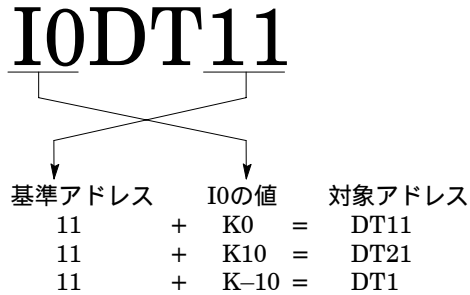 I0DT11
基準アドレス I0の値 対象アドレス
11 + K0 = DT11
11 + K10 = DT21
11 + K–10 = DT1